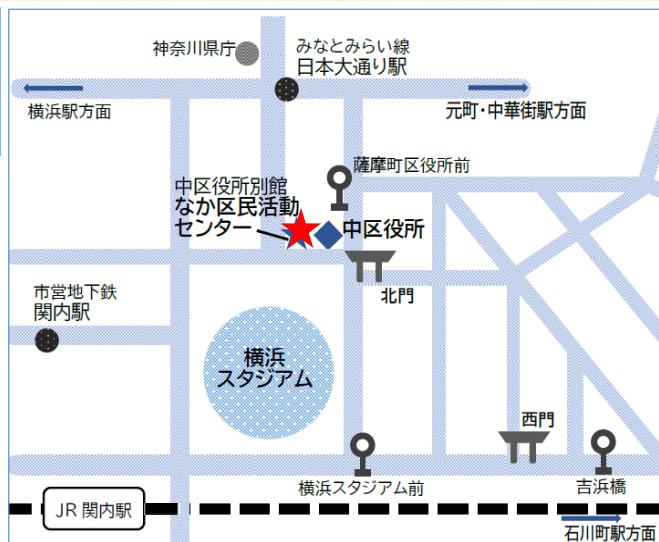 神奈川県庁
みなとみらい線
日本大通り駅
横浜駅方面
元町・中華街駅方面
薩摩町区役所前
中区役所別館
なか区民活動
センター
中区役所
北門
市営地下鉄
関内駅
横浜
スタジアム
西門
横浜スタジアム前
吉浜橋
JR 関内駅
石川町駅方面